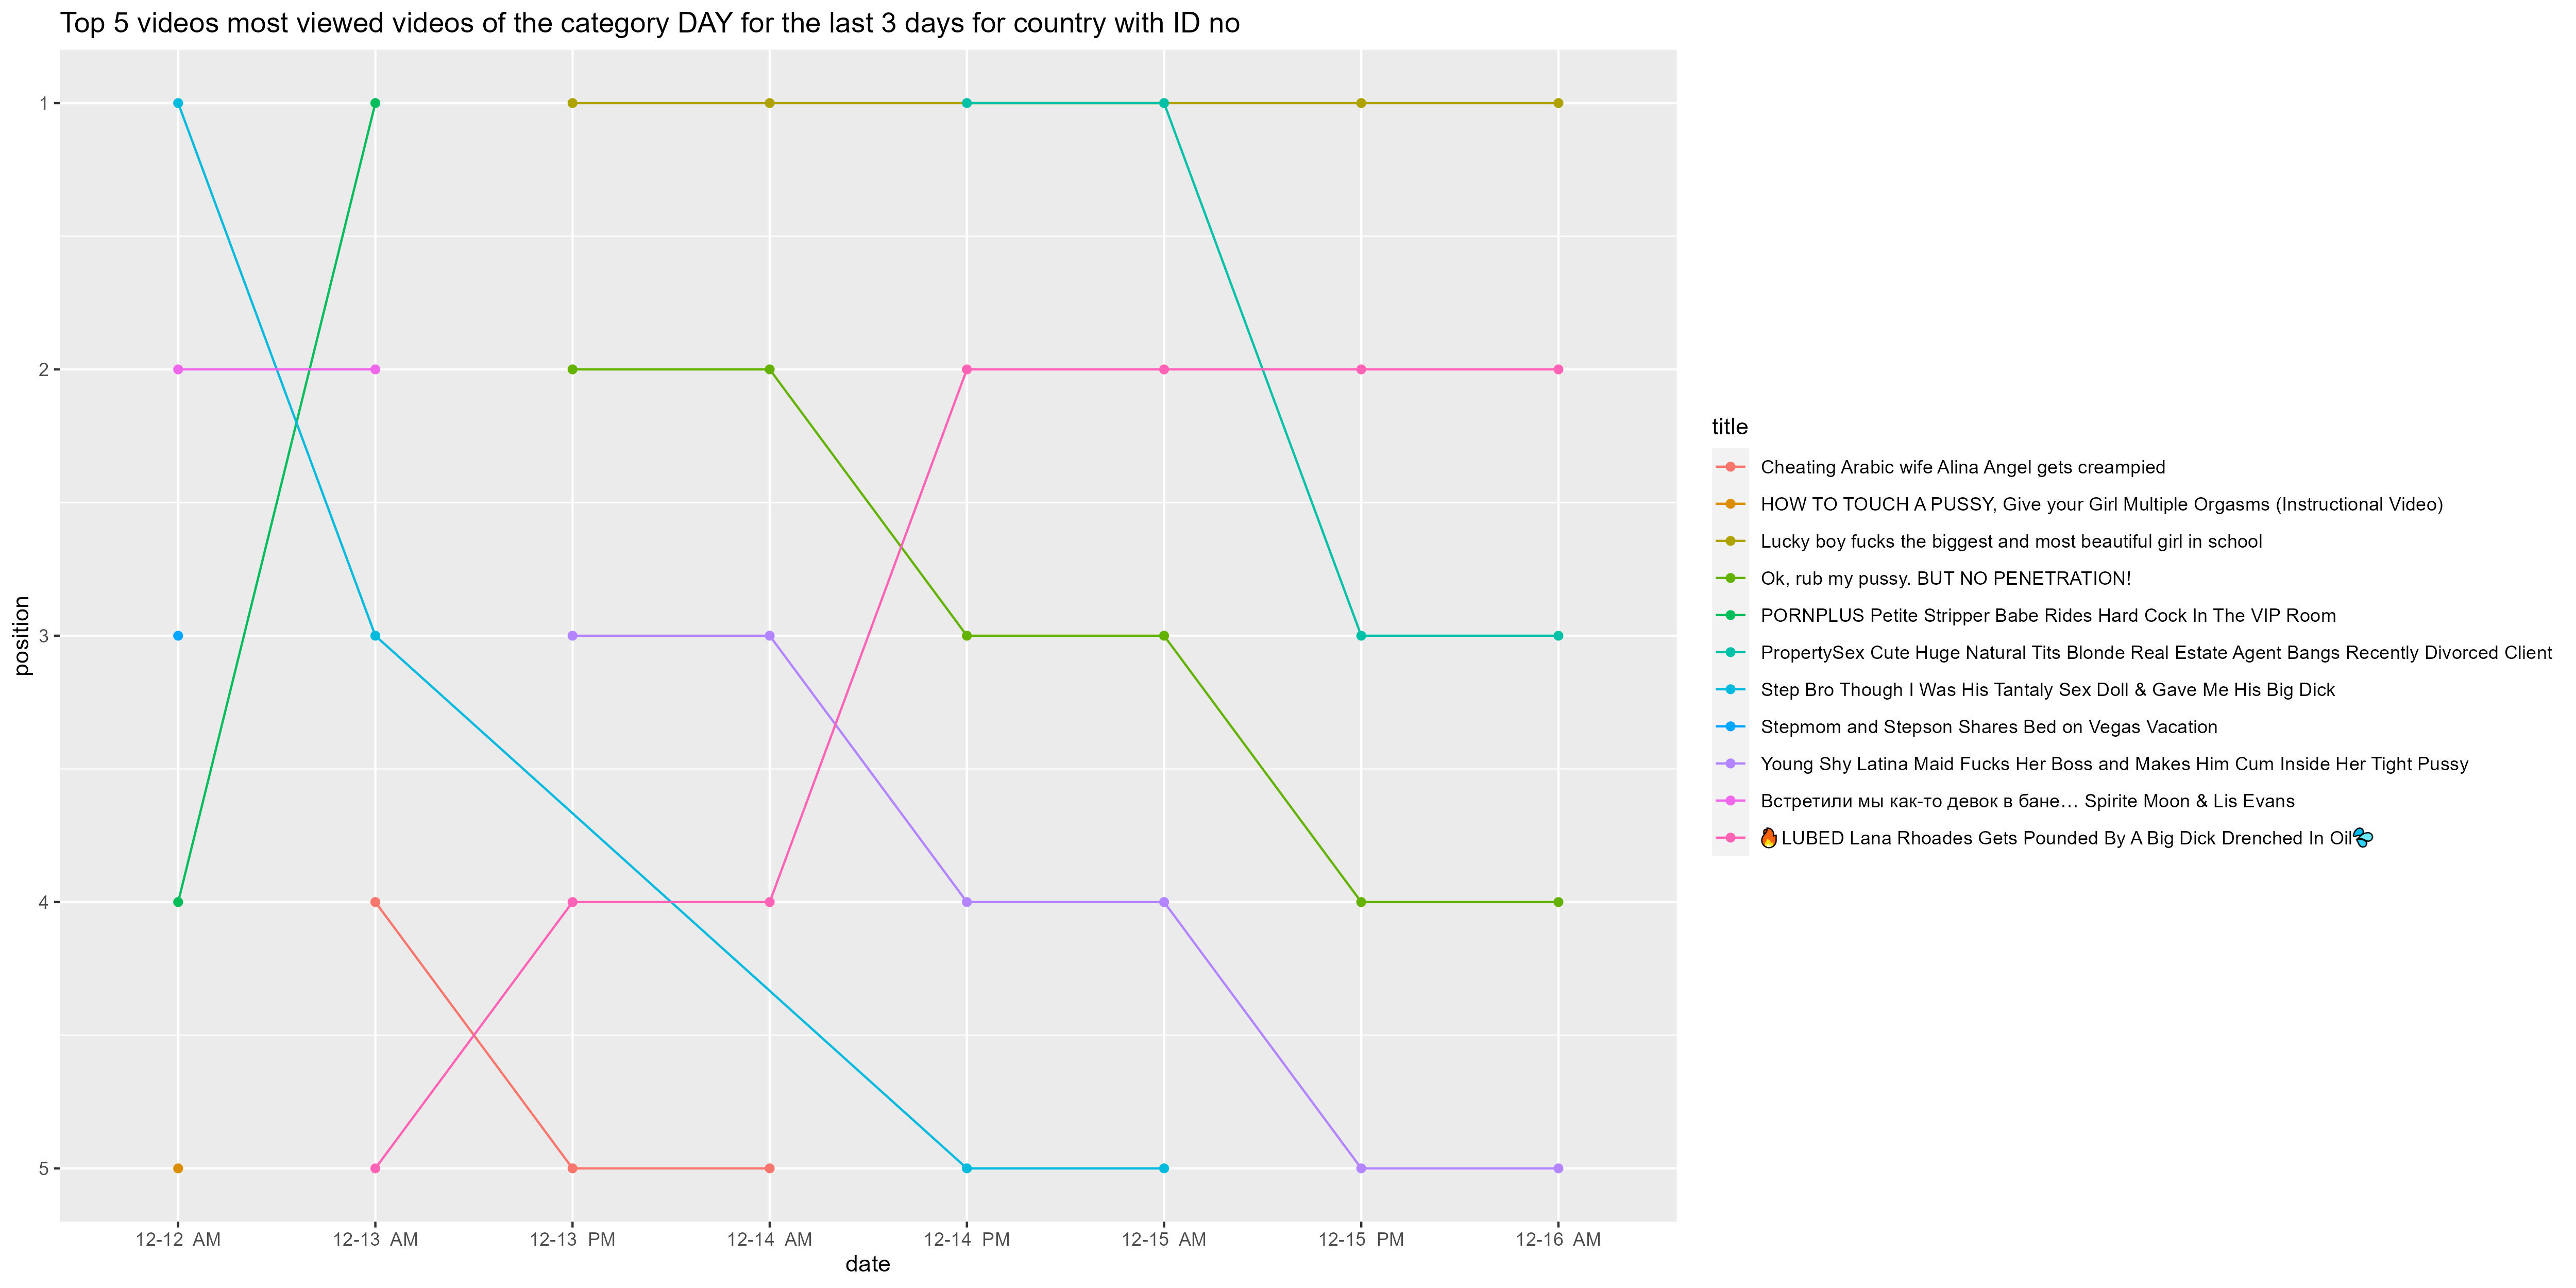 Top 5 videos most viewed videos of the category DAY for the last 3 days for country with ID no
position
1
2
3
4
5
12-12 AM
12-13 AM
12-13 PM
12-14 AM
12-14 PM
12-15 AM
12-15 PM
12-16 AM
date
title
Cheating Arabic wife Alina Angel gets creampied
HOW TO TOUCH A PUSSY, Give your Girl Multiple Orgasms (Instructional Video)
Lucky boy fucks the biggest and most beautiful girl in school
Ok, rub my pussy. BUT NO PENETRATION!
PORNPLUS Petite Stripper Babe Rides Hard Cock In The VIP Room
PropertySex Cute Huge Natural Tits Blonde Real Estate Agent Bangs Recently Divorced Client
Step Bro Though I Was His Tantaly Sex Doll & Gave Me His Big Dick
Stepmom and Stepson Shares Bed on Vegas Vacation
Young Shy Latina Maid Fucks Her Boss and Makes Him Cum Inside Her Tight Pussy
Встретили мы как-то девок в бане… Spirite Moon & Lis Evans
🔥LUBED Lana Rhoades Gets Pounded By A Big Dick Drenched In Oil💦